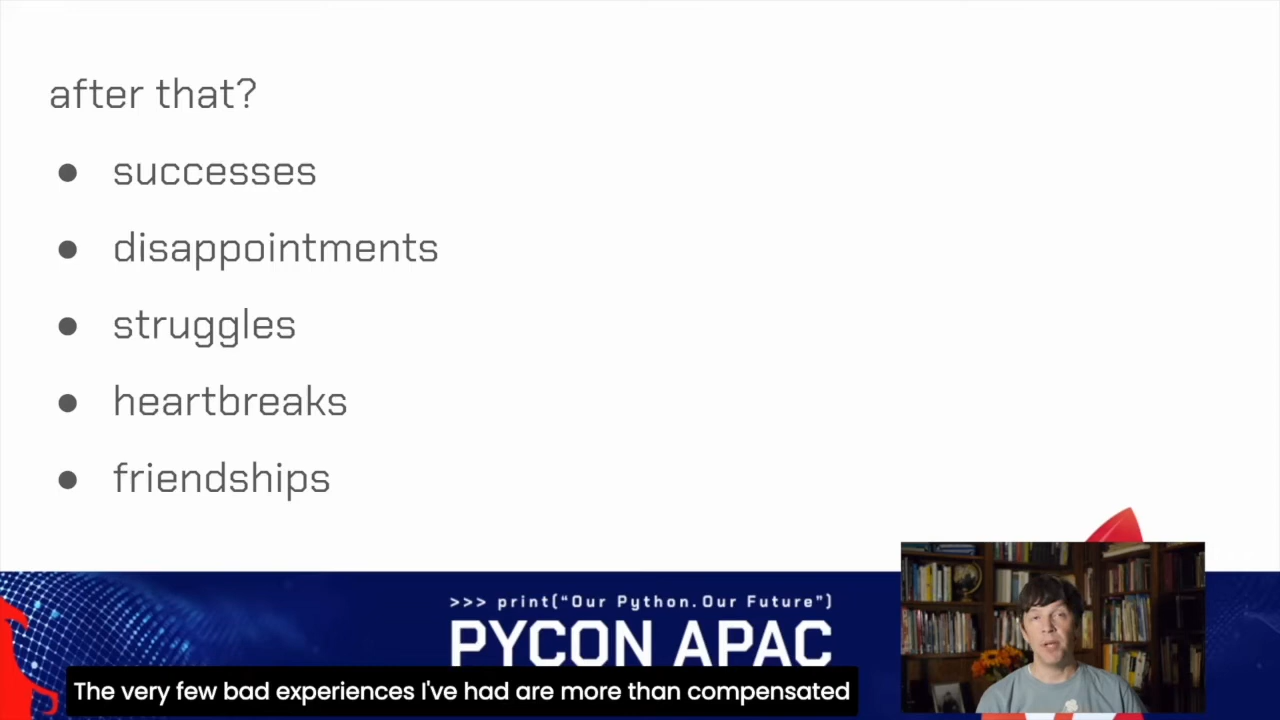 after that?
● successes
● disappointments
● struggles
● heartbreaks
● friendships
>>> print(“Our Python.Our Future”)
PYCON APAC
The very few bad experiences I've had are more than compensated